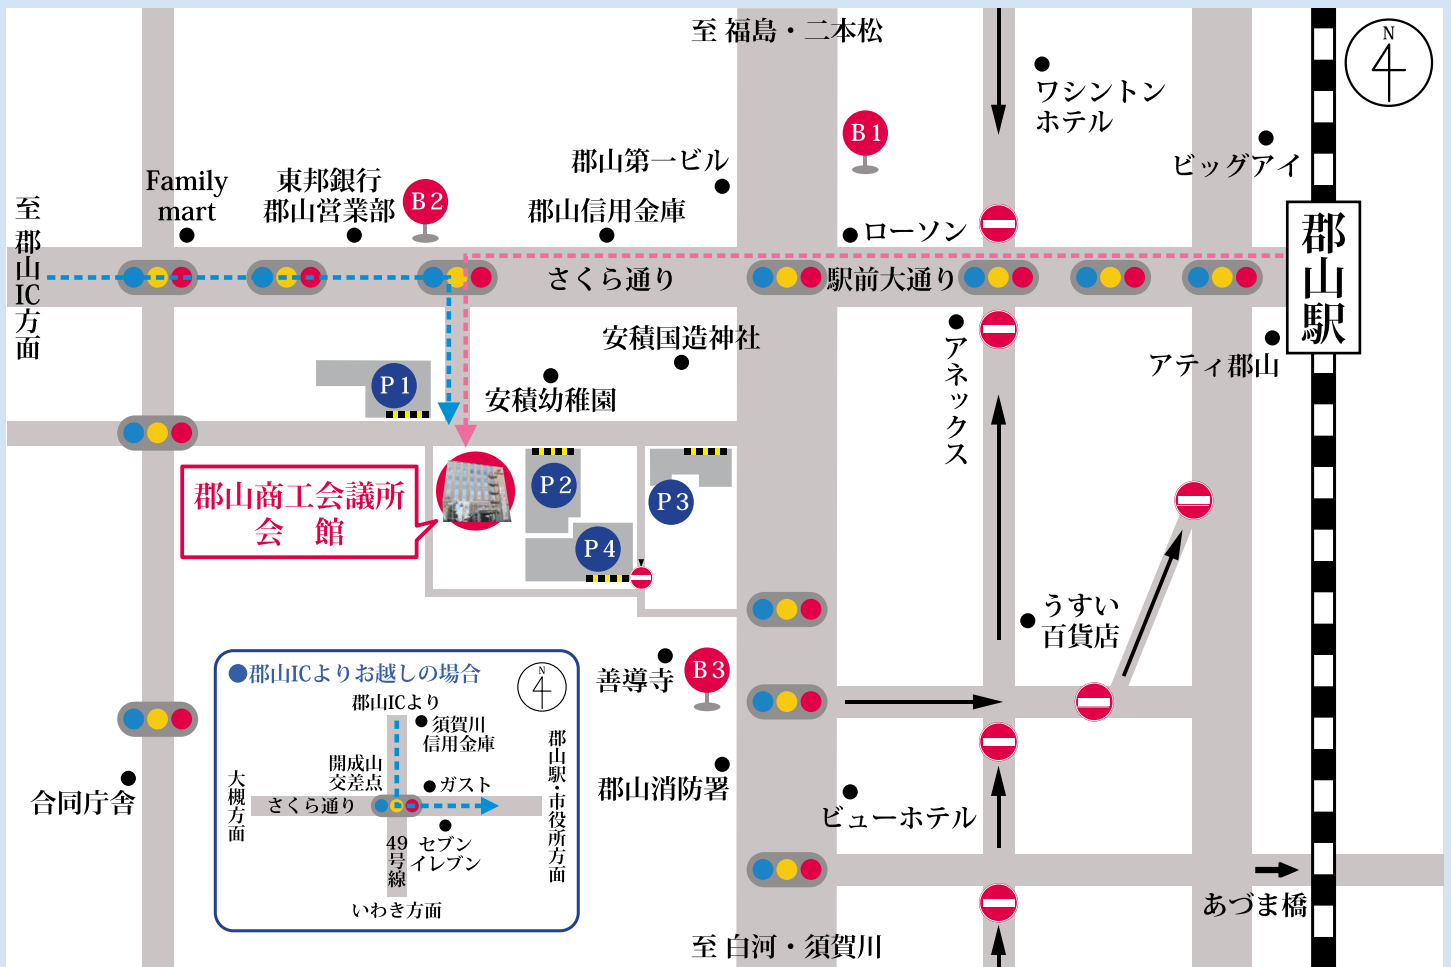 至 福島・二本松
N
ワシントン
ホテル
B1
郡山第一ビル
ビッグアイ
Family
mart
東邦銀行
郡山営業部
B2
郡山信用金庫
ローソン
至 郡山IC方面
さくら通り
駅前大通り
郡山駅
安積国造神社
アネックス
アティ郡山
P1
安積幼稚園
郡山商工会議所
会 館
P2
P3
P4
うすい
百貨店
善導寺
B3
郡山消防署
合同庁舎
ビューホテル
あづま橋
至 白河・須賀川
●郡山ICよりお越しの場合
N
郡山ICより
須賀川
信用金庫
開成山
交差点
ガスト
大槻方面
さくら通り
郡山駅・市役所方面
49号線
セブン
イレブン
いわき方面